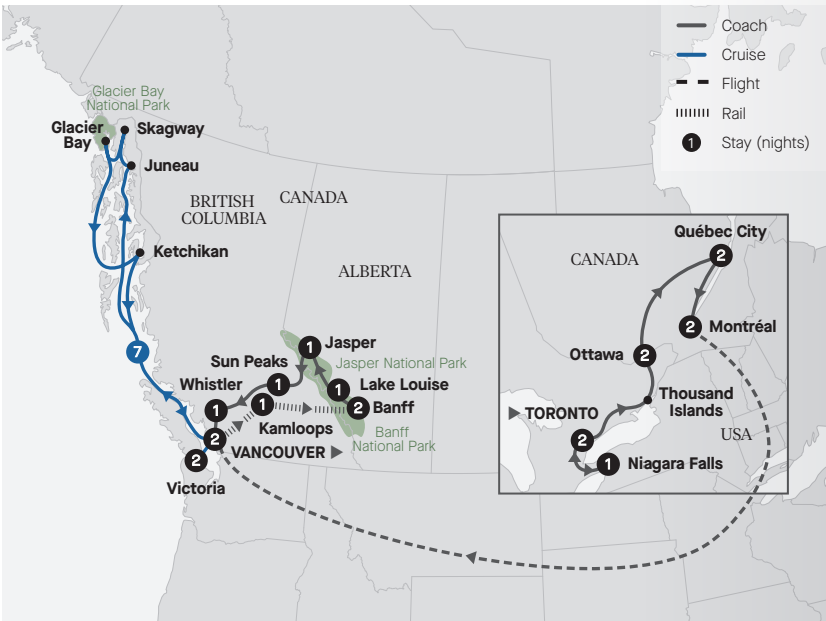 Coach
Cruise
Flight
Rail
1 Stay (nights)
Glacier Bay
National Park
Glacier
Bay
Skagway
Juneau
BRITISH
COLUMBIA
CANADA
Ketchikan
ALBERTA
7
1 Jasper
Jasper National Park
Sun Peaks
1
1 Lake Louise
Whistler
1
1
2 Banff
Kamloops
Banff
National Park
2
VANCOUVER
2
Victoria
Québec City
2
CANADA
2 Montréal
Ottawa 2
Thousand
Islands
TORONTO
2
USA
1 Niagara Falls